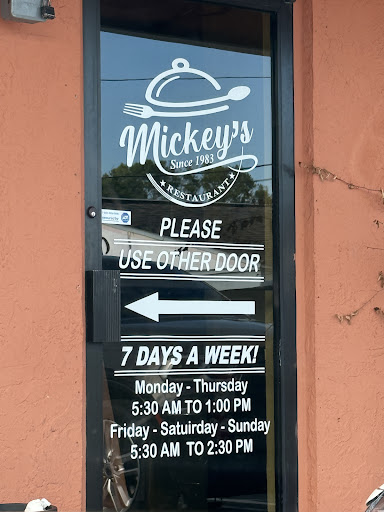 Mickey's
Since 1983
★ RESTAURANT ★
PLEASE
USE OTHER DOOR
7 DAYS A WEEK!
Monday - Thursday
5:30 AM TO 1:00 PM
Friday - Satuirday - Sunday
5:30 AM TO 2:30 PM